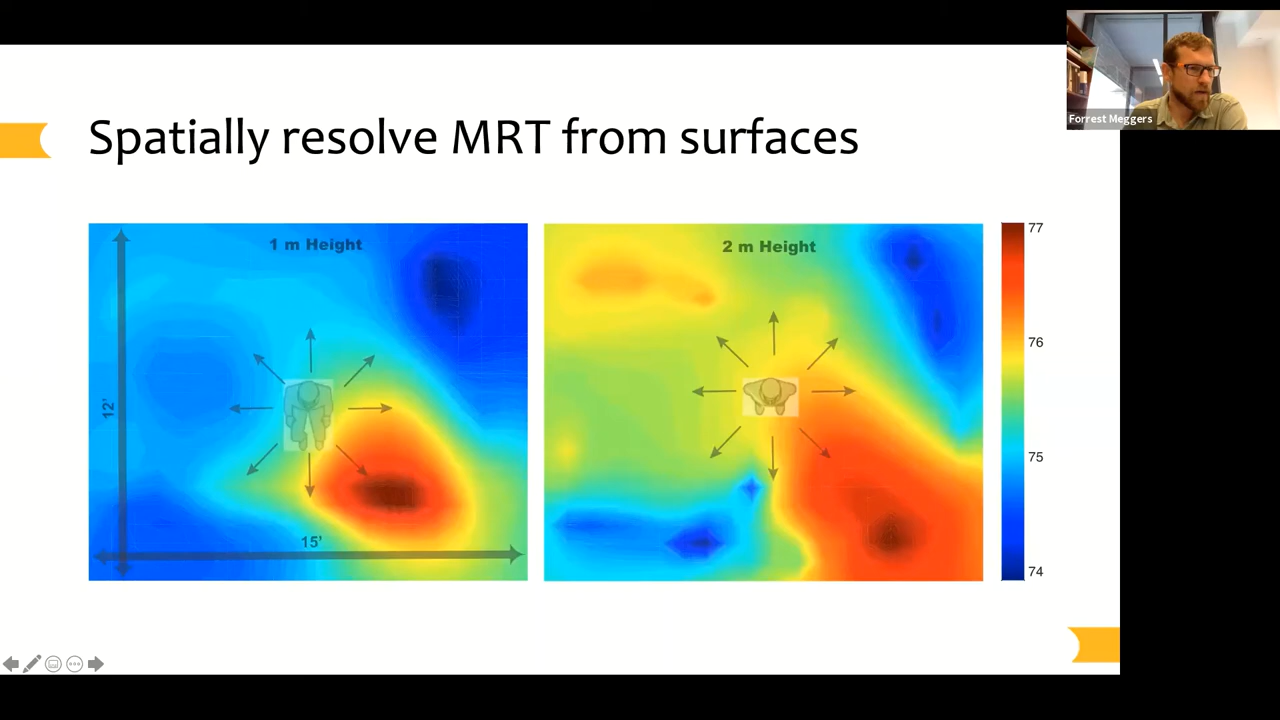 Forrest Meggers
Spatially resolve MRT from surfaces
1 m Height
12'
15'
2 m Height
77
76
75
74